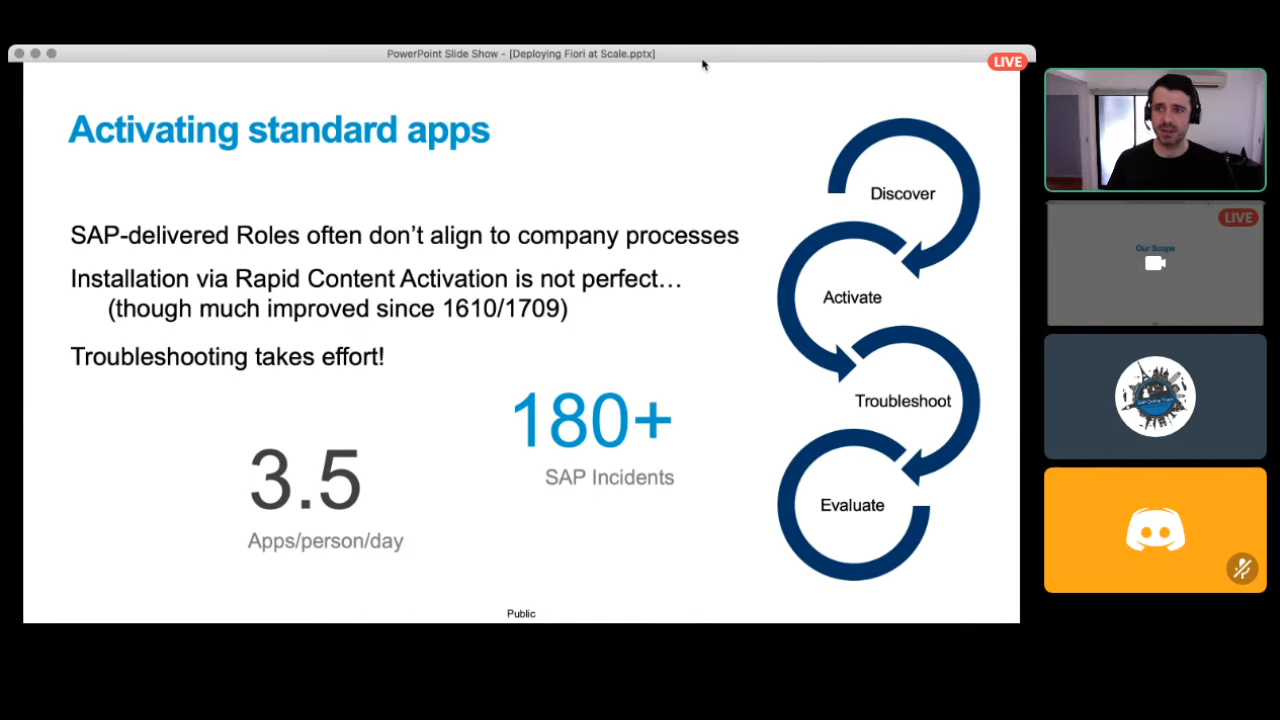 PowerPoint Slide Show - [Deploying Fiori at Scale.pptx]
LIVE
Activating standard apps
SAP-delivered Roles often don’t align to company processes
Installation via Rapid Content Activation is not perfect…
(though much improved since 1610/1709)
Troubleshooting takes effort!
180+
SAP Incidents
3.5
Apps/person/day
Discover
Activate
Troubleshoot
Evaluate
Public
LIVE
Our Scope